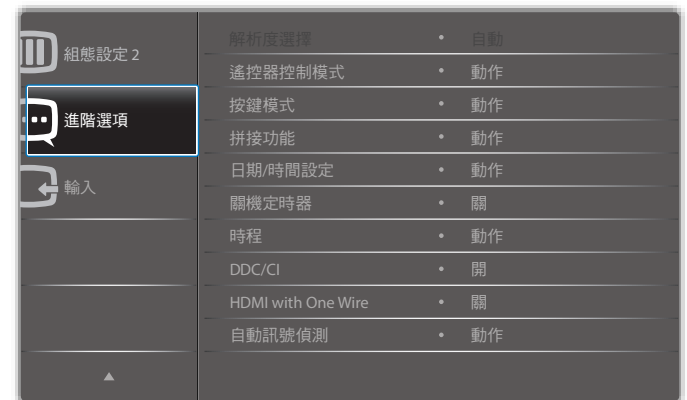 組態設定 2
進階選項
輸入
解析度選擇 • 自動
遙控器控制模式 • 動作
按鍵模式 • 動作
拼接功能 • 動作
日期/時間設定 • 動作
關機定時器 • 關
時程 • 動作
DDC/CI • 開
HDMI with One Wire • 關
自動訊號偵測 • 動作